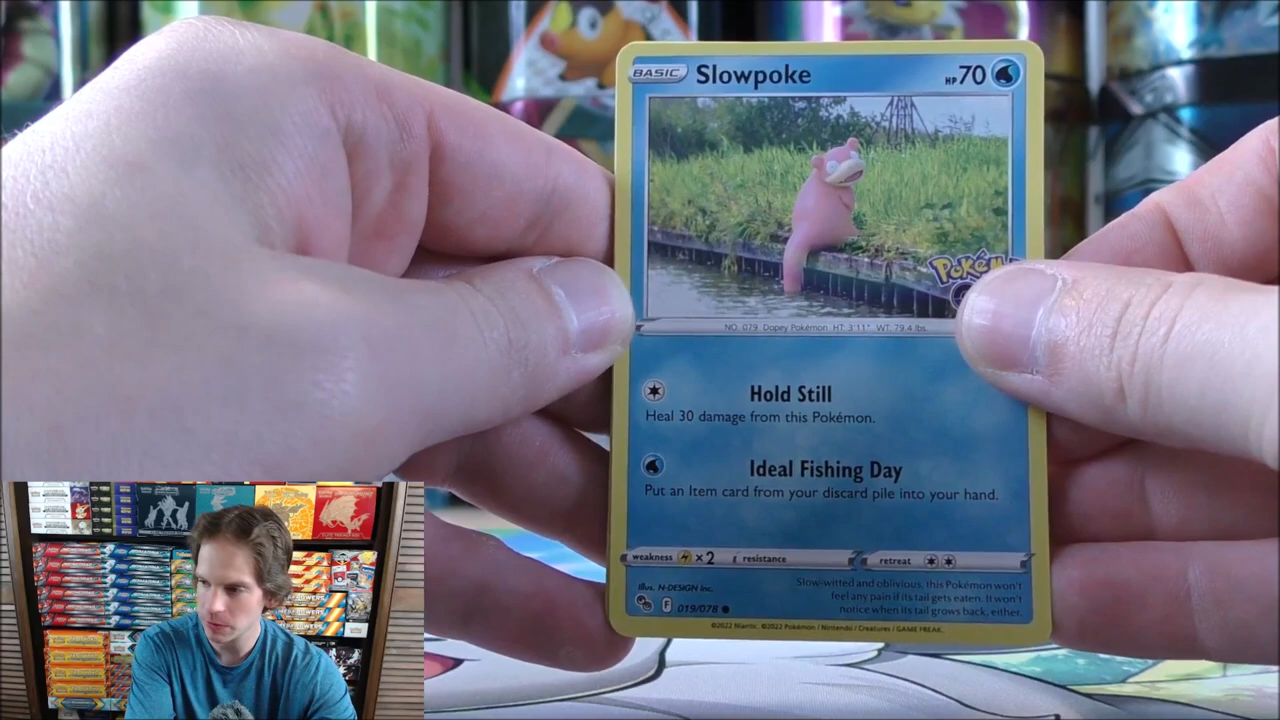 BASIC Slowpoke HP 70
Pokém
NO. 079 Dopey Pokémon HT: 3'11" WT: 79.4 lbs.
Hold Still
Heal 30 damage from this Pokémon.
Ideal Fishing Day
Put an Item card from your discard pile into your hand.
weakness ×2 resistance retreat
Slow-witted and oblivious, this Pokémon won't
feel any pain if its tail gets eaten. It won't
notice when its tail grows back, either.
Illus. N-DESIGN Inc.
F 019/078
©2022 Niantic. ©2022 Pokémon / Nintendo / Creatures / GAME FREAK.